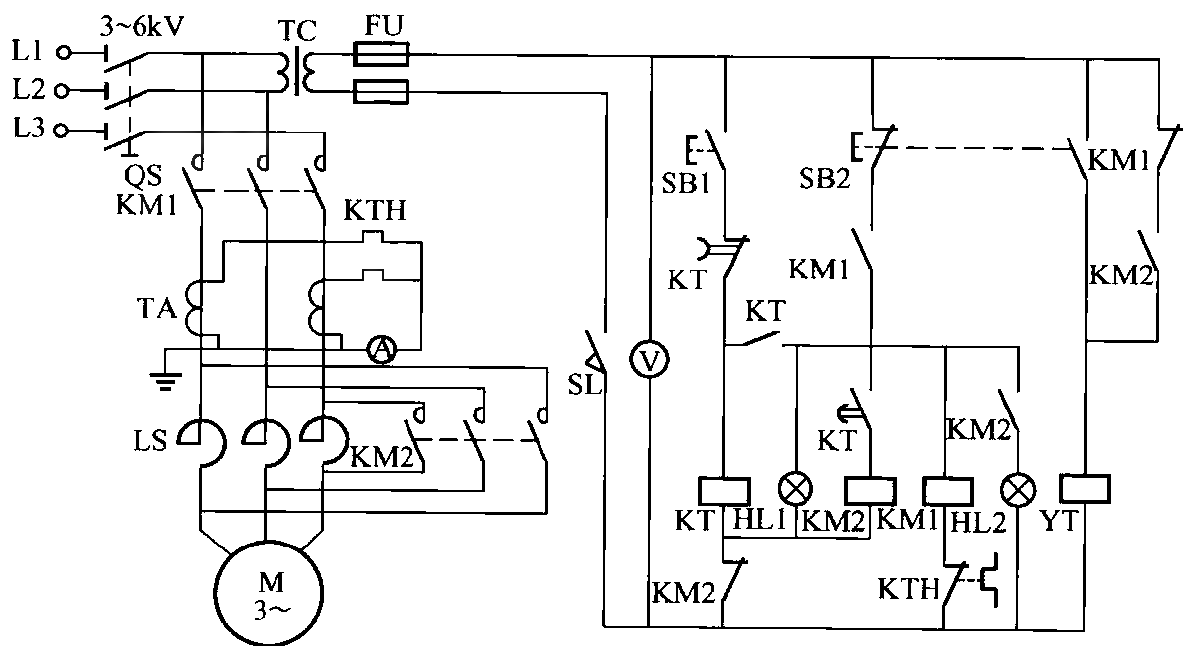 3~6kV
TC
FU
L1
L2
L3
QS
KM1
KTH
TA
A
LS
KM2
M
3~
SL
V
SB1
SB2
KM1
KT
KM1
KM2
KT
KT
KM2
KT
HL1
KM2
KM1
HL2
YT
KM2
KTH